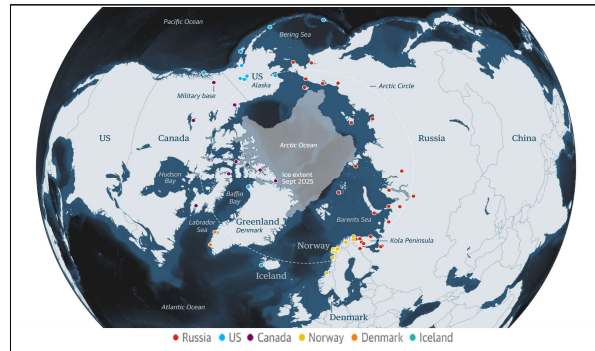 Pacific Ocean
Bering Sea
US
Alaska
Arctic Circle
Military base
US
Canada
Arctic Ocean
Russia
China
Hudson
Bay
Baffin
Bay
Ice extent
Sept 2025
Labrador
Sea
Greenland
Denmark
Barents Sea
Norway
Kola Peninsula
Iceland
Atlantic Ocean
Denmark
Russia US Canada Norway Denmark Iceland